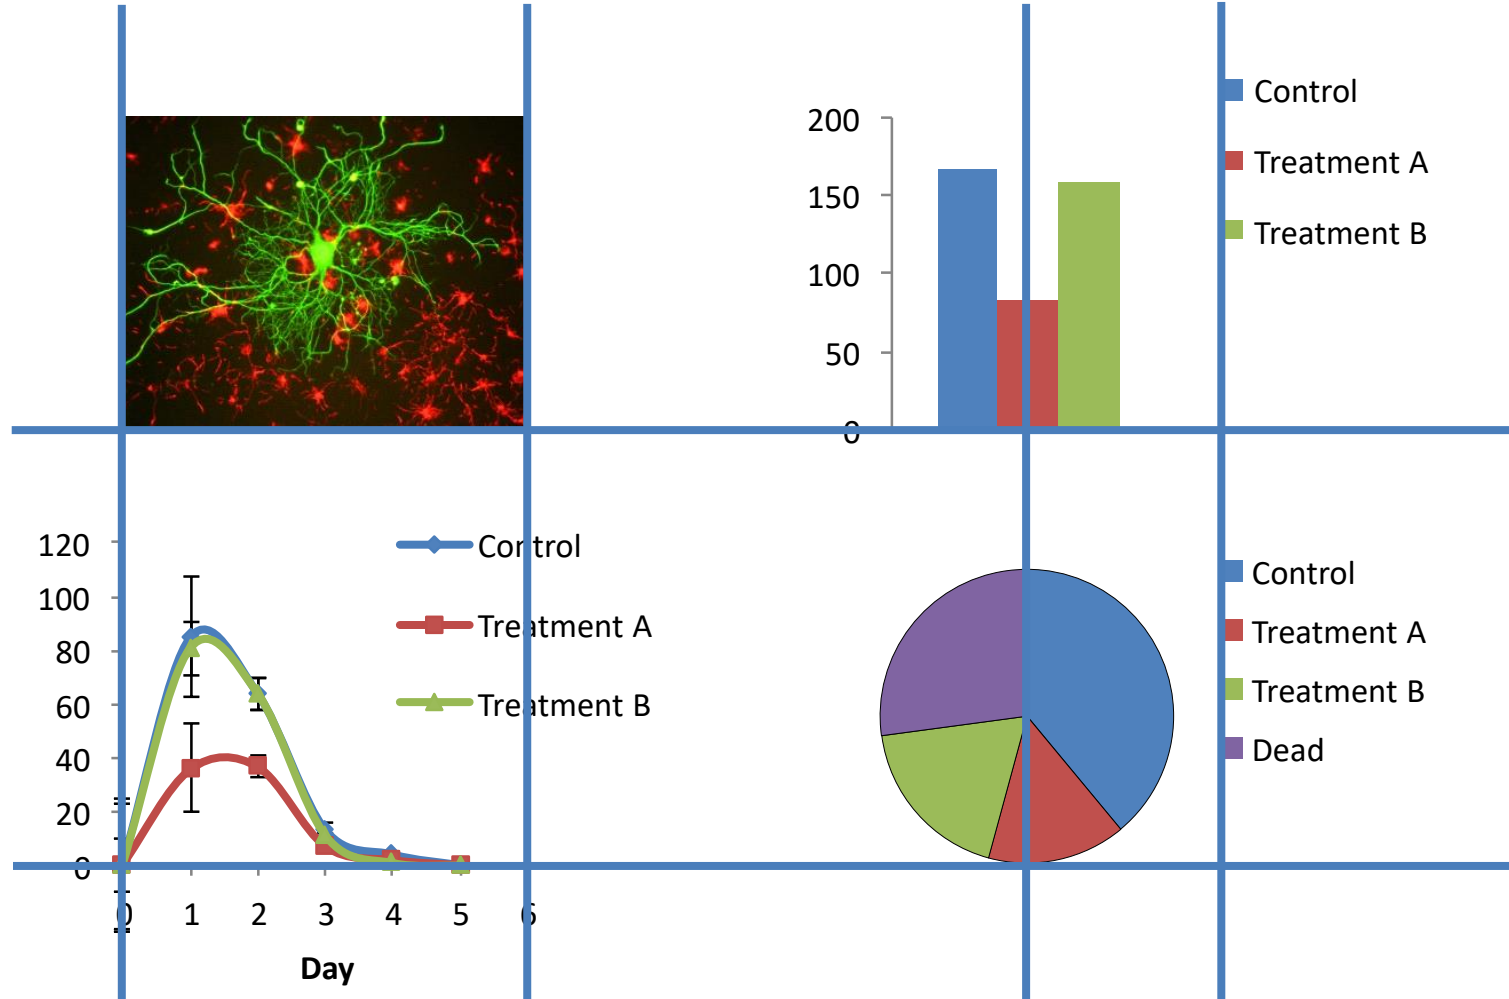 200
150
100
50
0
Control
Treatment A
Treatment B
120
100
80
60
40
20
0
Control
Treatment A
Treatment B
0 1 2 3 4 5 6
Day
Control
Treatment A
Treatment B
Dead